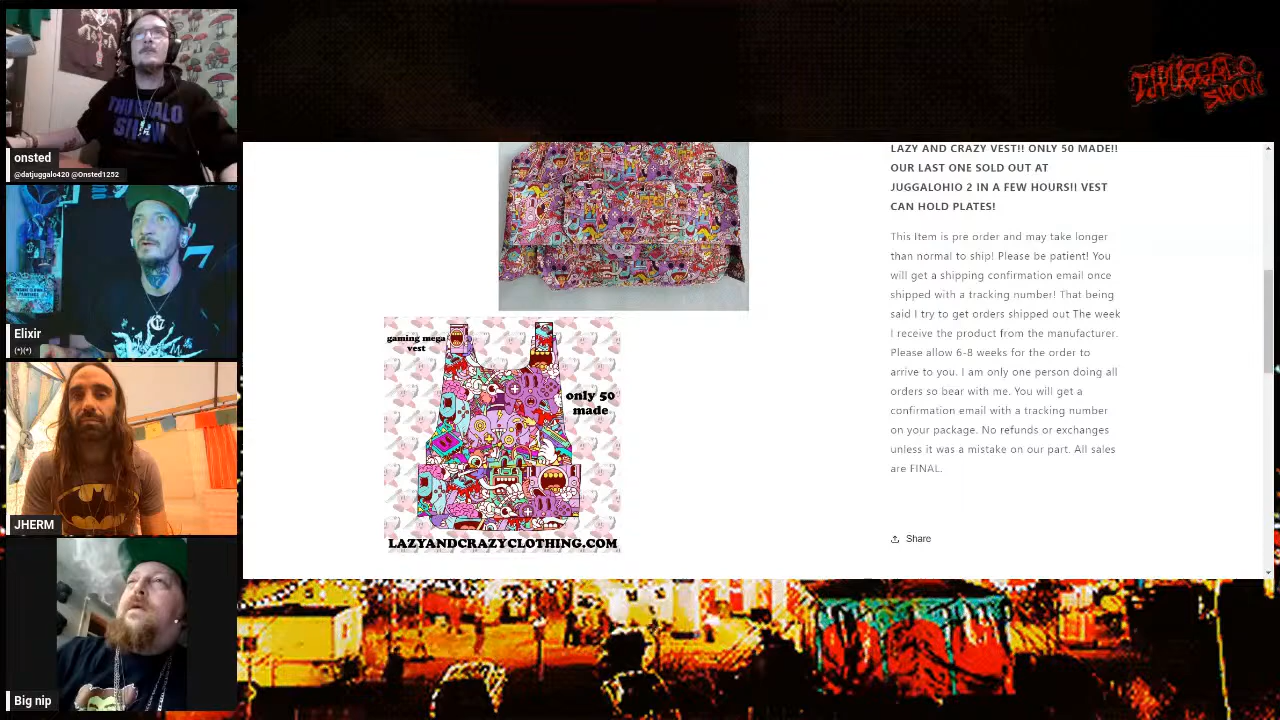 THUGGALO
SHOW
onsted
@datjuggalo420 @Onsted1252
Elixir
(*)(*)
JHERM
Big nip
THUGGALO
SHOW
LAZY AND CRAZY VEST!! ONLY 50 MADE!!
OUR LAST ONE SOLD OUT AT
JUGGALOHIO 2 IN A FEW HOURS!! VEST
CAN HOLD PLATES!
This Item is pre order and may take longer
than normal to ship! Please be patient! You
will get a shipping confirmation email once
shipped with a tracking number! That being
said I try to get orders shipped out The week
I receive the product from the manufacturer.
Please allow 6-8 weeks for the order to
arrive to you. I am only one person doing all
orders so bear with me. You will get a
confirmation email with a tracking number
on your package. No refunds or exchanges
unless it was a mistake on our part. All sales
are FINAL.
Share
gaming mega
vest
only 50
made
LAZYANDCRAZYCLOTHING.COM